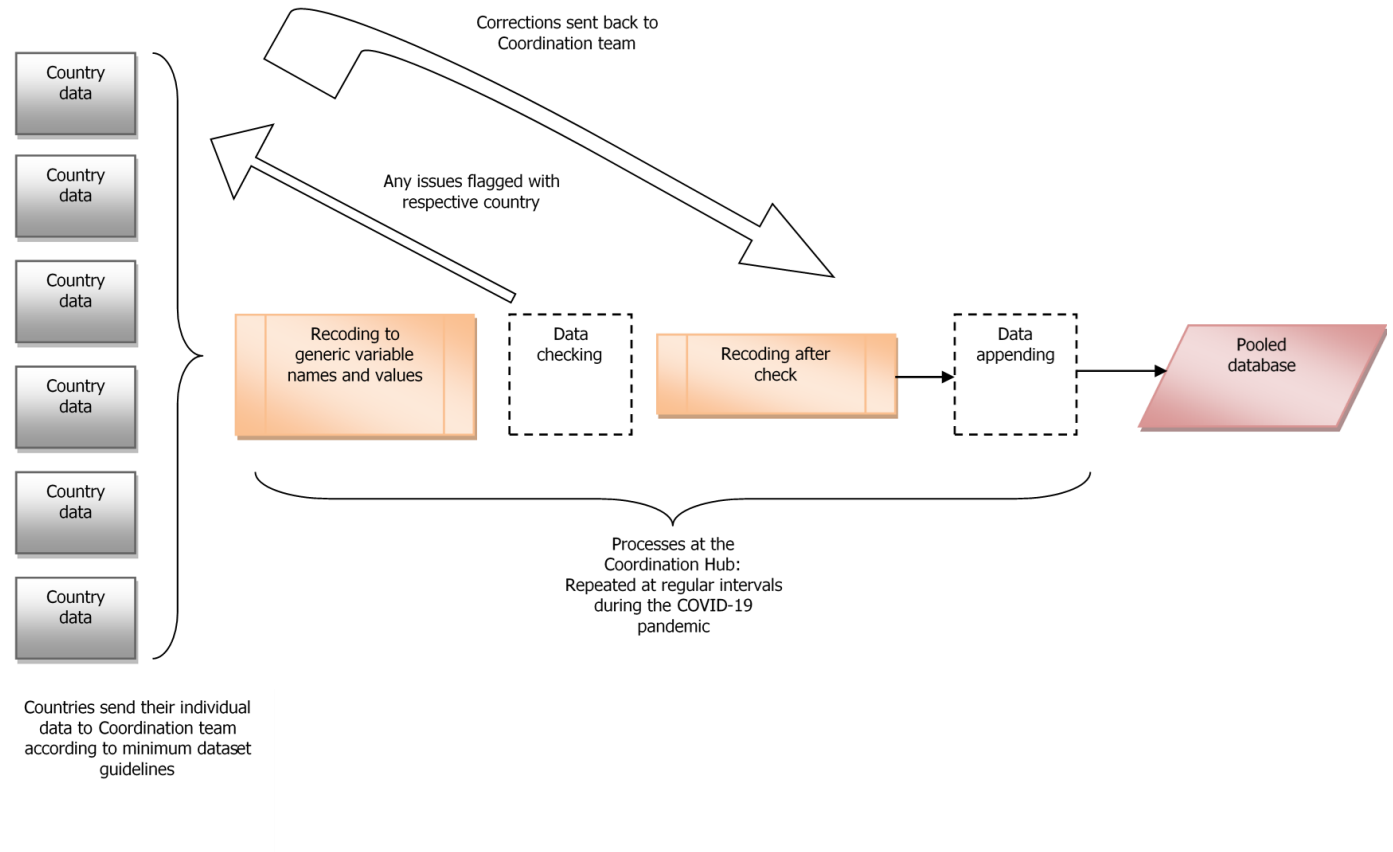 Corrections sent back to
Coordination team
Country
data
Country
data
Any issues flagged with
respective country
Country
data
Country
data
Country
data
Country
data
Recoding to
generic variable
names and values
Data
checking
Recoding after
check
Data
appending
Pooled
database
Processes at the
Coordination Hub:
Repeated at regular intervals
during the COVID-19
pandemic
Countries send their individual
data to Coordination team
according to minimum dataset
guidelines